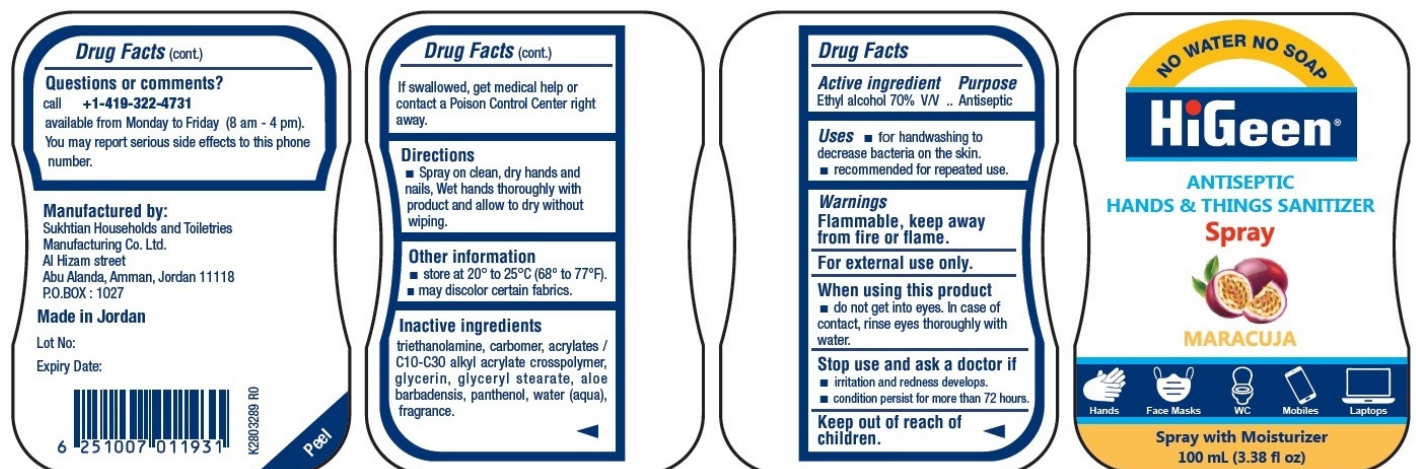 Drug Facts (cont.)
Questions or comments?
call +1-419-322-4731
available from Monday to Friday (8 am - 4 pm).
You may report serious side effects to this phone
number.
Manufactured by:
Sukhtian Households and Toiletries
Manufacturing Co. Ltd.
Al Hizam street
Abu Alanda, Amman, Jordan 11118
P.O.BOX : 1027
Made in Jordan
Lot No:
Expiry Date:
6 251007 011931
K2803289 R0
Peel
Drug Facts (cont.)
If swallowed, get medical help or
contact a Poison Control Center right
away.
Directions
▪ Spray on clean, dry hands and
nails, Wet hands thoroughly with
product and allow to dry without
wiping.
Other information
▪ store at 20° to 25°C (68° to 77°F).
▪ may discolor certain fabrics.
Inactive ingredients
triethanolamine, carbomer, acrylates /
C10-C30 alkyl acrylate crosspolymer,
glycerin, glyceryl stearate, aloe
barbadensis, panthenol, water (aqua),
fragrance.
Drug Facts
Active ingredient Purpose
Ethyl alcohol 70% V/V .. Antiseptic
Uses ▪ for handwashing to
decrease bacteria on the skin.
▪ recommended for repeated use.
Warnings
Flammable, keep away
from fire or flame.
For external use only.
When using this product
▪ do not get into eyes. In case of
contact, rinse eyes thoroughly with
water.
Stop use and ask a doctor if
▪ irritation and redness develops.
▪ condition persist for more than 72 hours.
Keep out of reach of
children.
NO WATER NO SOAP
HiGeen®
ANTISEPTIC
HANDS & THINGS SANITIZER
Spray
MARACUJA
Hands Face Masks WC Mobiles Laptops
Spray with Moisturizer
100 mL (3.38 fl oz)